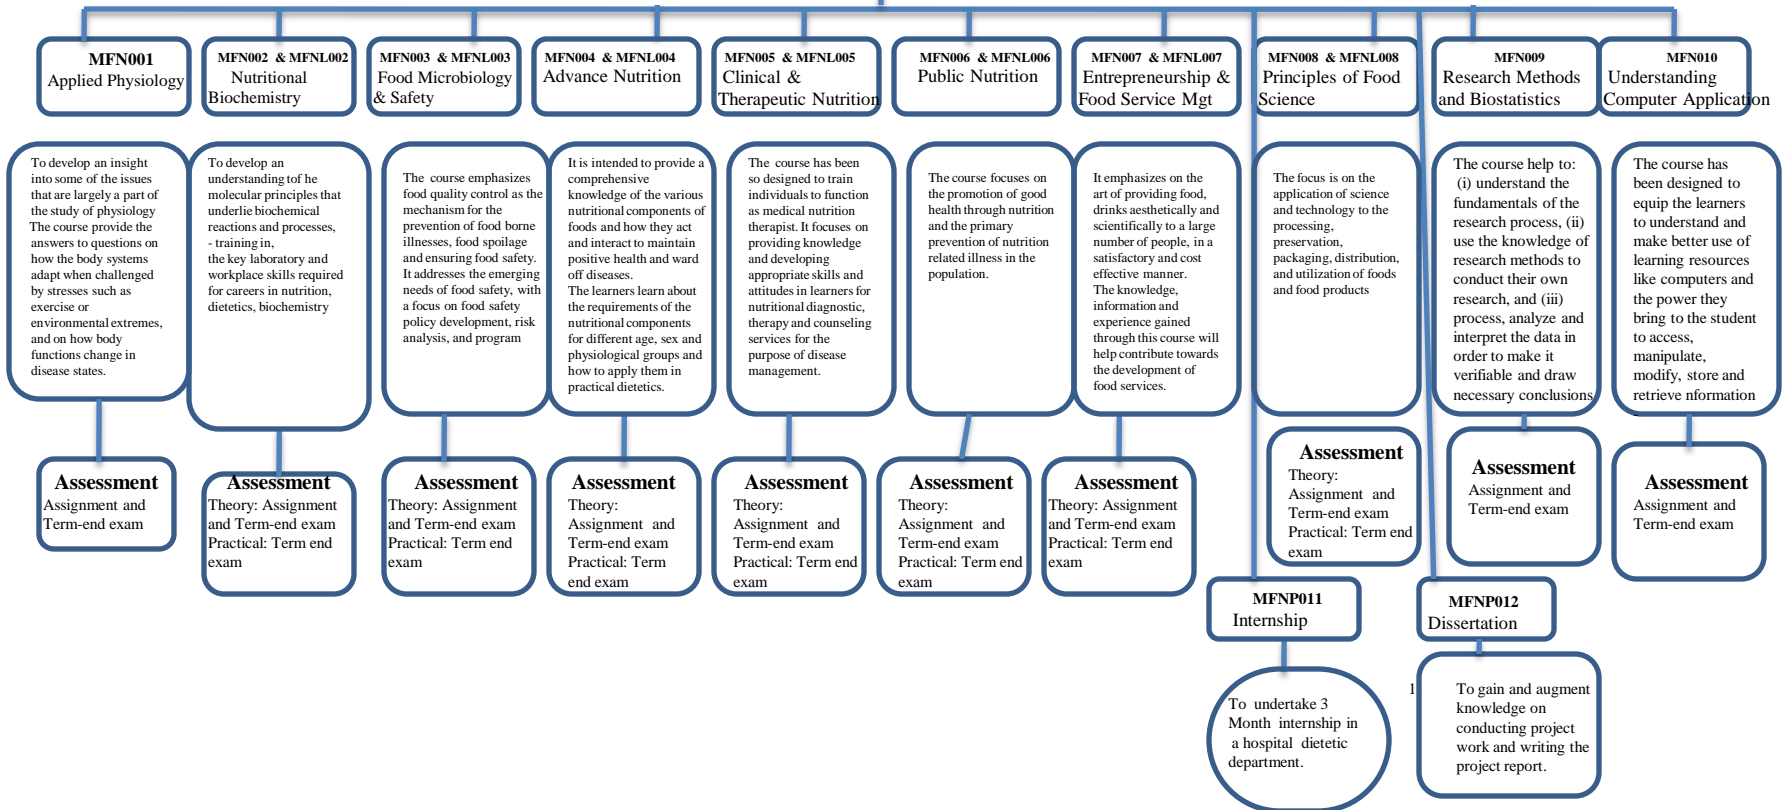 MFN001
Applied Physiology
MFN002 & MFNL002
Nutritional
Biochemistry
MFN003 & MFNL003
Food Microbiology
& Safety
MFN004 & MFNL004
Advance Nutrition
MFN005 & MFNL005
Clinical &
Therapeutic Nutrition
MFN006 & MFNL006
Public Nutrition
MFN007 & MFNL007
Entrepreneurship &
Food Service Mgt
MFN008 & MFNL008
Principles of Food
Science
MFN009
Research Methods
and Biostatistics
MFN010
Understanding
Computer Application
To develop an insight
into some of the issues
that are largely a part of
the study of physiology
The course provide the
answers to questions on
how the body systems
adapt when challenged
by stresses such as
exercise or
environmental extremes,
and on how body
functions change in
disease states.
To develop an
understanding tof he
molecular principles that
underlie biochemical
reactions and processes,
- training in,
the key laboratory and
workplace skills required
for careers in nutrition,
dietetics, biochemistry
The course emphasizes
food quality control as the
mechanism for the
prevention of food borne
illnesses, food spoilage
and ensuring food safety.
It addresses the emerging
needs of food safety, with
a focus on food safety
policy development, risk
analysis, and program
It is intended to provide a
comprehensive
knowledge of the various
nutritional components of
foods and how they act
and interact to maintain
positive health and ward
off diseases.
The learners learn about
the requirements of the
nutritional components
for different age, sex and
physiological groups and
how to apply them in
practical dietetics.
The course has been
so designed to train
individuals to function
as medical nutrition
therapist. It focuses on
providing knowledge
and developing
appropriate skills and
attitudes in learners for
nutritional diagnostic,
therapy and counseling
services for the
purpose of disease
management.
The course focuses on
the promotion of good
health through nutrition
and the primary
prevention of nutrition
related illness in the
population.
It emphasizes on the
art of providing food,
drinks aesthetically and
scientifically to a large
number of people, in a
satisfactory and cost
effective manner.
The knowledge,
information and
experience gained
through this course will
help contribute towards
the development of
food services.
The focus is on the
application of science
and technology to the
processing,
preservation,
packaging, distribution,
and utilization of foods
and food products
The course help to:
(i) understand the
fundamentals of the
research process, (ii)
use the knowledge of
research methods to
conduct their own
research, and (iii)
process, analyze and
interpret the data in
order to make it
verifiable and draw
necessary conclusions
The course has
been designed to
equip the learners
to understand and
make better use of
learning resources
like computers and
the power they
bring to the student
to access,
manipulate,
modify, store and
retrieve nformation
Assessment
Assignment and
Term-end exam
Assessment
Theory: Assignment
and Term-end exam
Practical: Term end
exam
Assessment
Theory: Assignment
and Term-end exam
Practical: Term end
exam
Assessment
Theory:
Assignment and
Term-end exam
Practical: Term
end exam
Assessment
Theory:
Assignment and
Term-end exam
Practical: Term end
exam
Assessment
Theory:
Assignment and
Term-end exam
Practical: Term end
exam
Assessment
Theory: Assignment
and Term-end exam
Practical: Term end
exam
Assessment
Theory:
Assignment and
Term-end exam
Practical: Term end
exam
Assessment
Assignment and
Term-end exam
Assessment
Assignment and
Term-end exam
MFNP011
Internship
MFNP012
Dissertation
To undertake 3
Month internship in
a hospital dietetic
department.
1
To gain and augment
knowledge on
conducting project
work and writing the
project report.